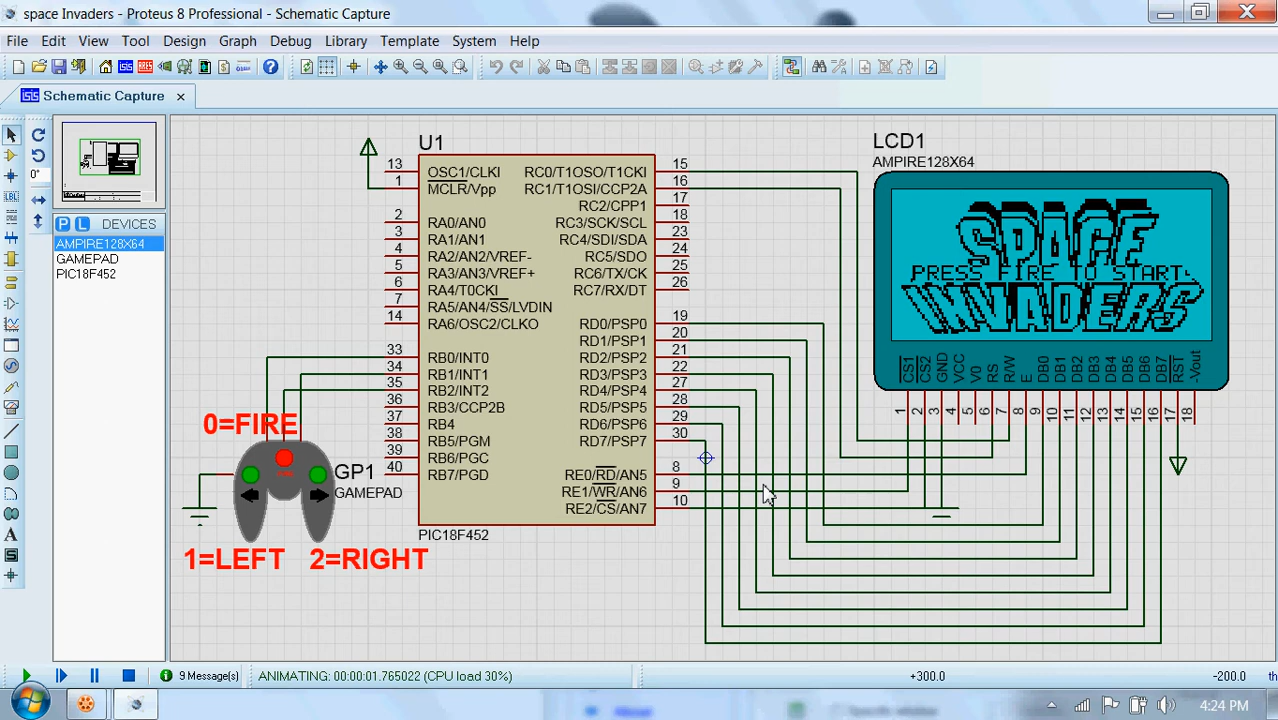 space Invaders - Proteus 8 Professional - Schematic Capture
File Edit View Tool Design Graph Debug Library Template System Help
Schematic Capture
0°
P L DEVICES
AMPIRE128X64
GAMEPAD
PIC18F452
U1
13 OSC1/CLKI
1 MCLR/Vpp
2 RA0/AN0
3 RA1/AN1
4 RA2/AN2/VREF-
5 RA3/AN3/VREF+
6 RA4/T0CKI
7 RA5/AN4/SS/LVDIN
14 RA6/OSC2/CLKO
33 RB0/INT0
34 RB1/INT1
35 RB2/INT2
36 RB3/CCP2B
37 RB4
38 RB5/PGM
39 RB6/PGC
40 RB7/PGD
RC0/T1OSO/T1CKI 15
RC1/T1OSI/CCP2A 16
RC2/CPP1 17
RC3/SCK/SCL 18
RC4/SDI/SDA 23
RC5/SDO 24
RC6/TX/CK 25
RC7/RX/DT 26
RD0/PSP0 19
RD1/PSP1 20
RD2/PSP2 21
RD3/PSP3 22
RD4/PSP4 27
RD5/PSP5 28
RD6/PSP6 29
RD7/PSP7 30
RE0/RD/AN5 8
RE1/WR/AN6 9
RE2/CS/AN7 10
PIC18F452
LCD1
AMPIRE128X64
SPACE
PRESS FIRE TO START
INVADERS
CS1 CS2 GND VCC V0 RS R/W E DB0 DB1 DB2 DB3 DB4 DB5 DB6 DB7 RST -Vout
1 2 3 4 5 6 7 8 9 10 11 12 13 14 15 16 17 18
0=FIRE
GP1
GAMEPAD
1=LEFT 2=RIGHT
9 Message(s) ANIMATING: 00:00:01.765022 (CPU load 30%) +300.0 -200.0 th
4:24 PM